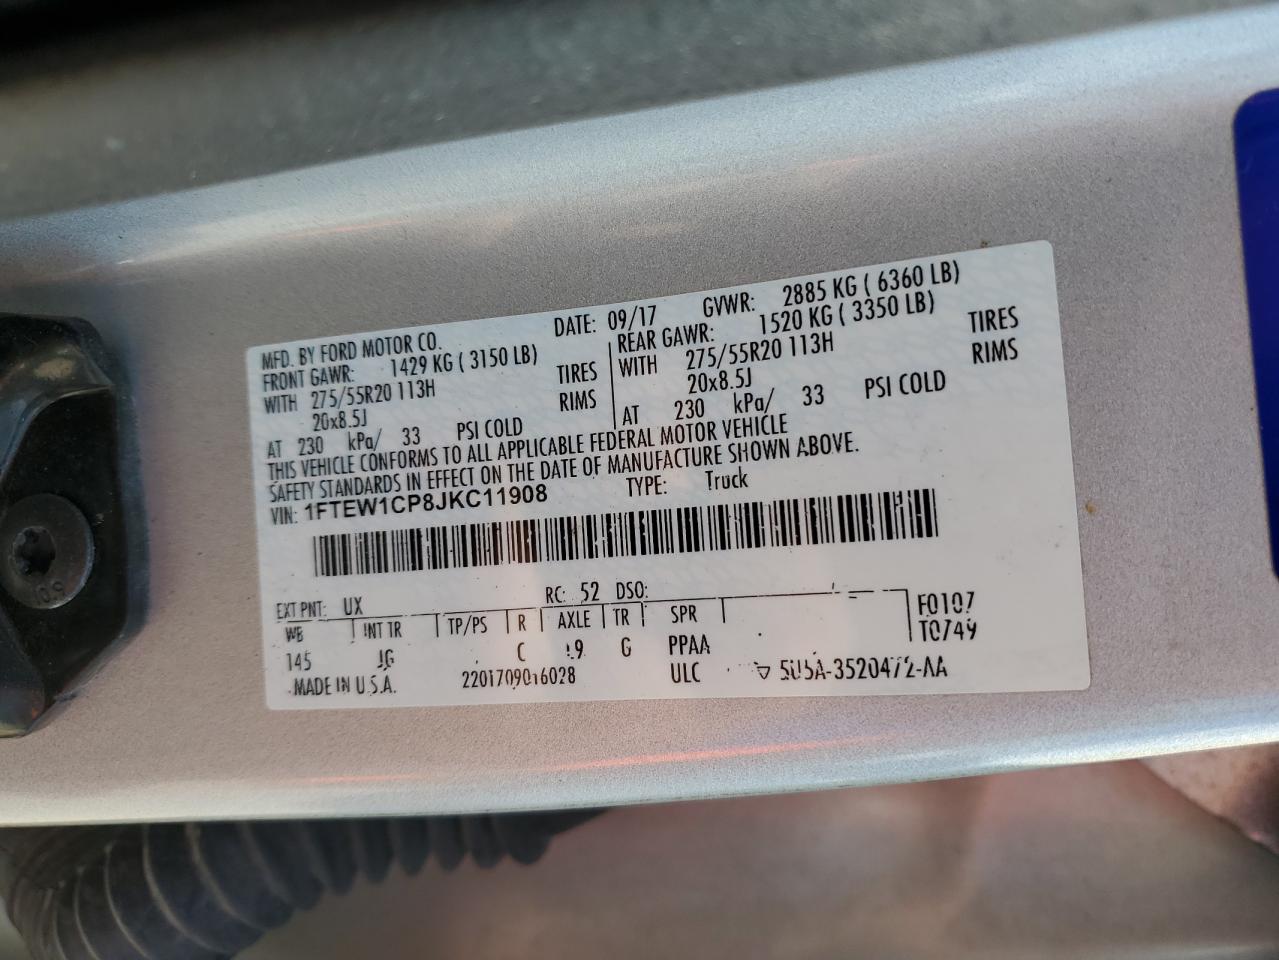 MFD. BY FORD MOTOR CO. DATE: 09/17 GVWR: 2885 KG ( 6360 LB)
FRONT GAWR: 1429 KG ( 3150 LB) REAR GAWR: 1520 KG ( 3350 LB)
WITH 275/55R20 113H TIRES WITH 275/55R20 113H TIRES
20x8.5J RIMS 20x8.5J RIMS
AT 230 kPa/ 33 PSI COLD AT 230 kPa/ 33 PSI COLD
THIS VEHICLE CONFORMS TO ALL APPLICABLE FEDERAL MOTOR VEHICLE
SAFETY STANDARDS IN EFFECT ON THE DATE OF MANUFACTURE SHOWN ABOVE.
VIN: 1FTEW1CP8JKC11908 TYPE: Truck
EXT PNT: UX RC: 52 DSO:
WB INT TR TP/PS R AXLE TR SPR F0107
T0749
145 JG C 19 G PPAA
MADE IN U.S.A. 2201709016028 ULC 5U5A-3520472-AA
109